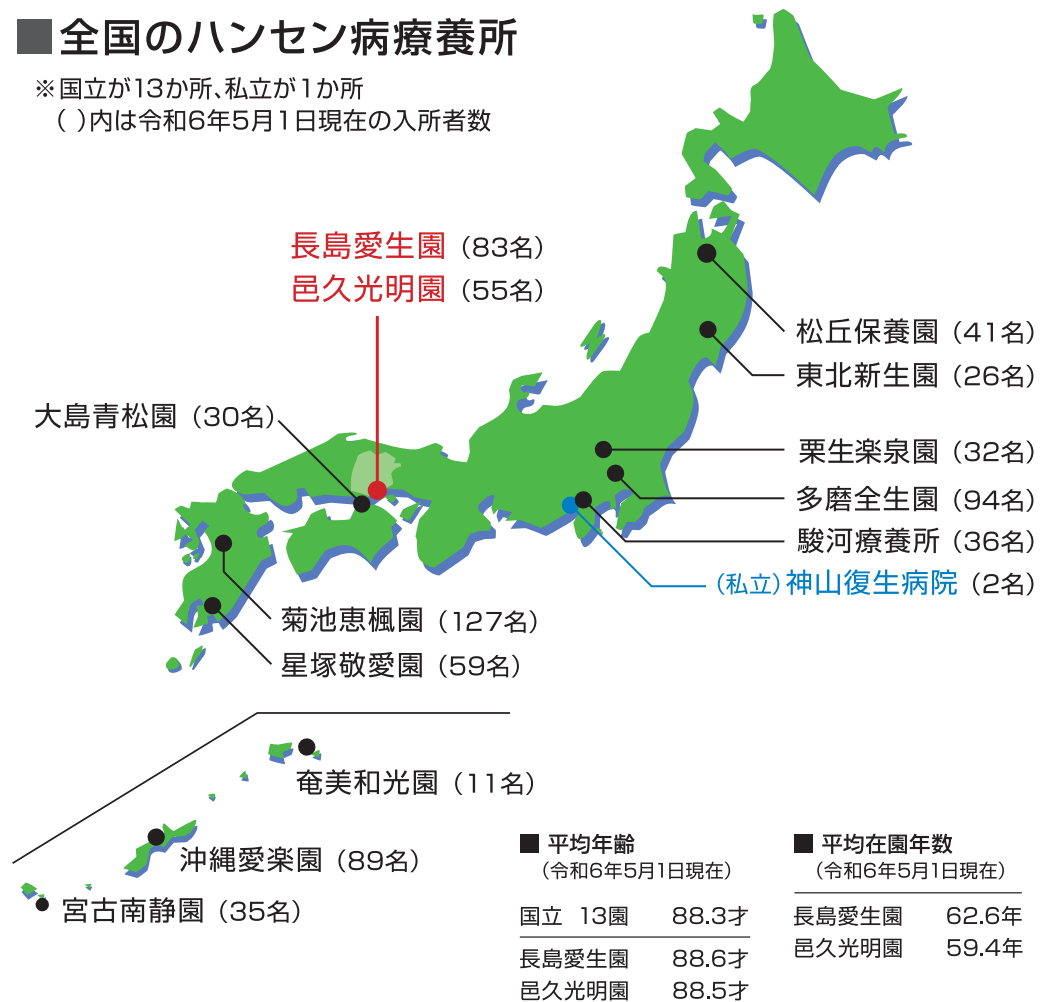 ■全国のハンセン病療養所
※国立が13か所、私立が1か所
( )内は令和6年5月1日現在の入所者数
長島愛生園（83名）
邑久光明園（55名）
松丘保養園（41名）
東北新生園（26名）
大島青松園（30名）
栗生楽泉園（32名）
多磨全生園（94名）
駿河療養所（36名）
（私立）神山復生病院（2名）
菊池恵楓園（127名）
星塚敬愛園（59名）
奄美和光園（11名）
沖縄愛楽園（89名）
宮古南静園（35名）
■ 平均年齢
（令和6年5月1日現在）
国立 13園 88.3才
長島愛生園 88.6才
邑久光明園 88.5才
■ 平均在園年数
（令和6年5月1日現在）
長島愛生園 62.6年
邑久光明園 59.4年